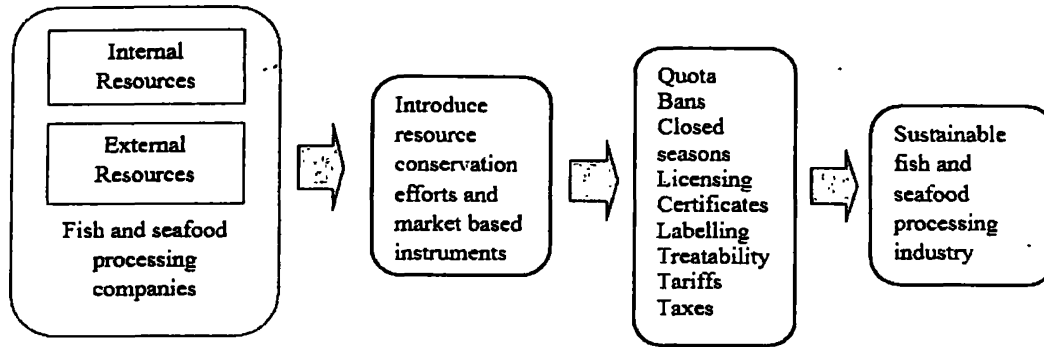 Internal
Resources
External
Resources
Fish and seafood
processing
companies
Introduce
resource
conservation
efforts and
market based
instruments
Quota
Bans
Closed
seasons
Licensing
Certificates
Labelling
Treatability
Tariffs
Taxes
Sustainable
fish and
seafood
processing
industry